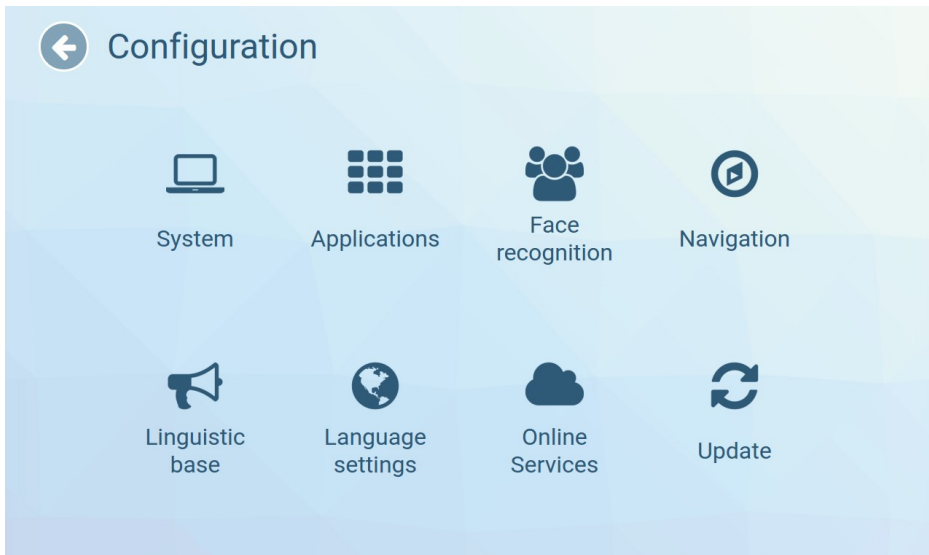 Configuration
System
Applications
Face
recognition
Navigation
Linguistic
base
Language
settings
Online
Services
Update